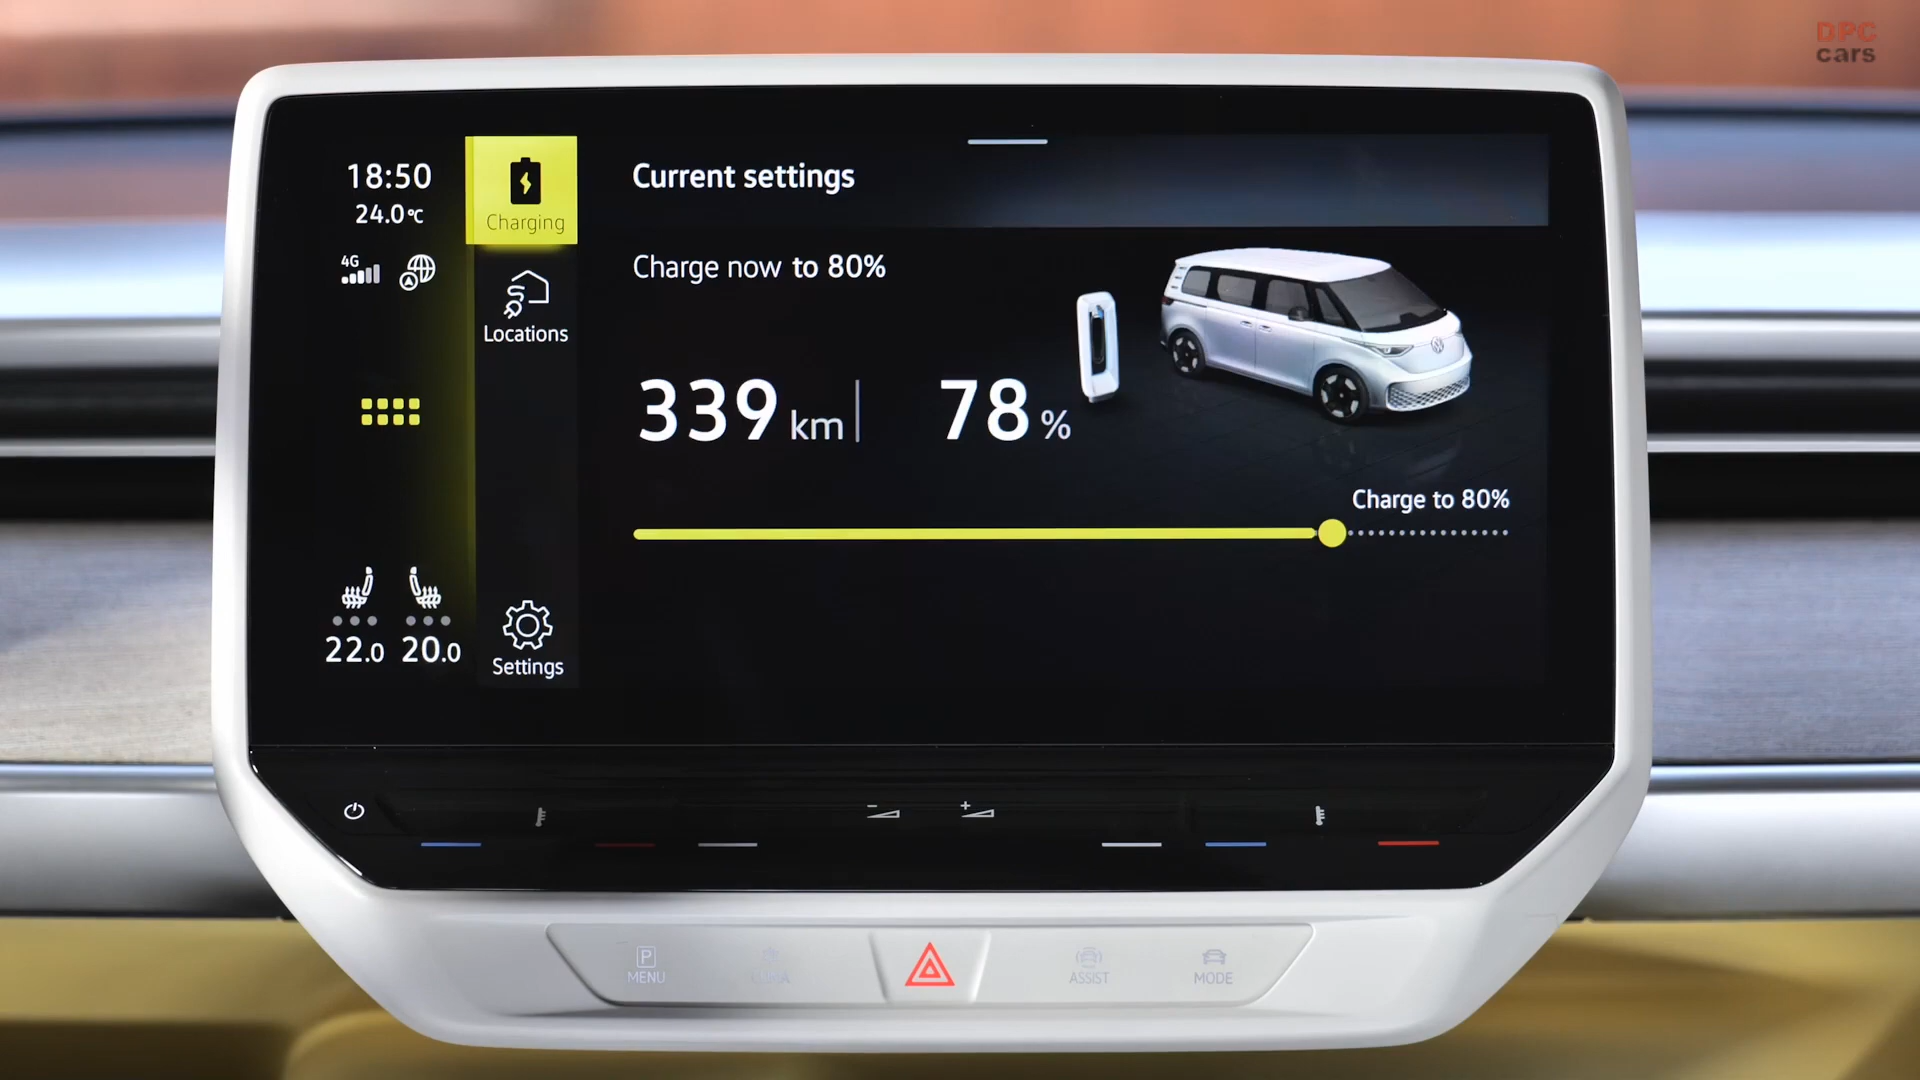 DPC
cars
18:50
24.0°C
4G
Charging
Locations
Settings
22.0 20.0
Current settings
Charge now to 80%
339 km 78 %
Charge to 80%
P
MENU
ASSIST
MODE